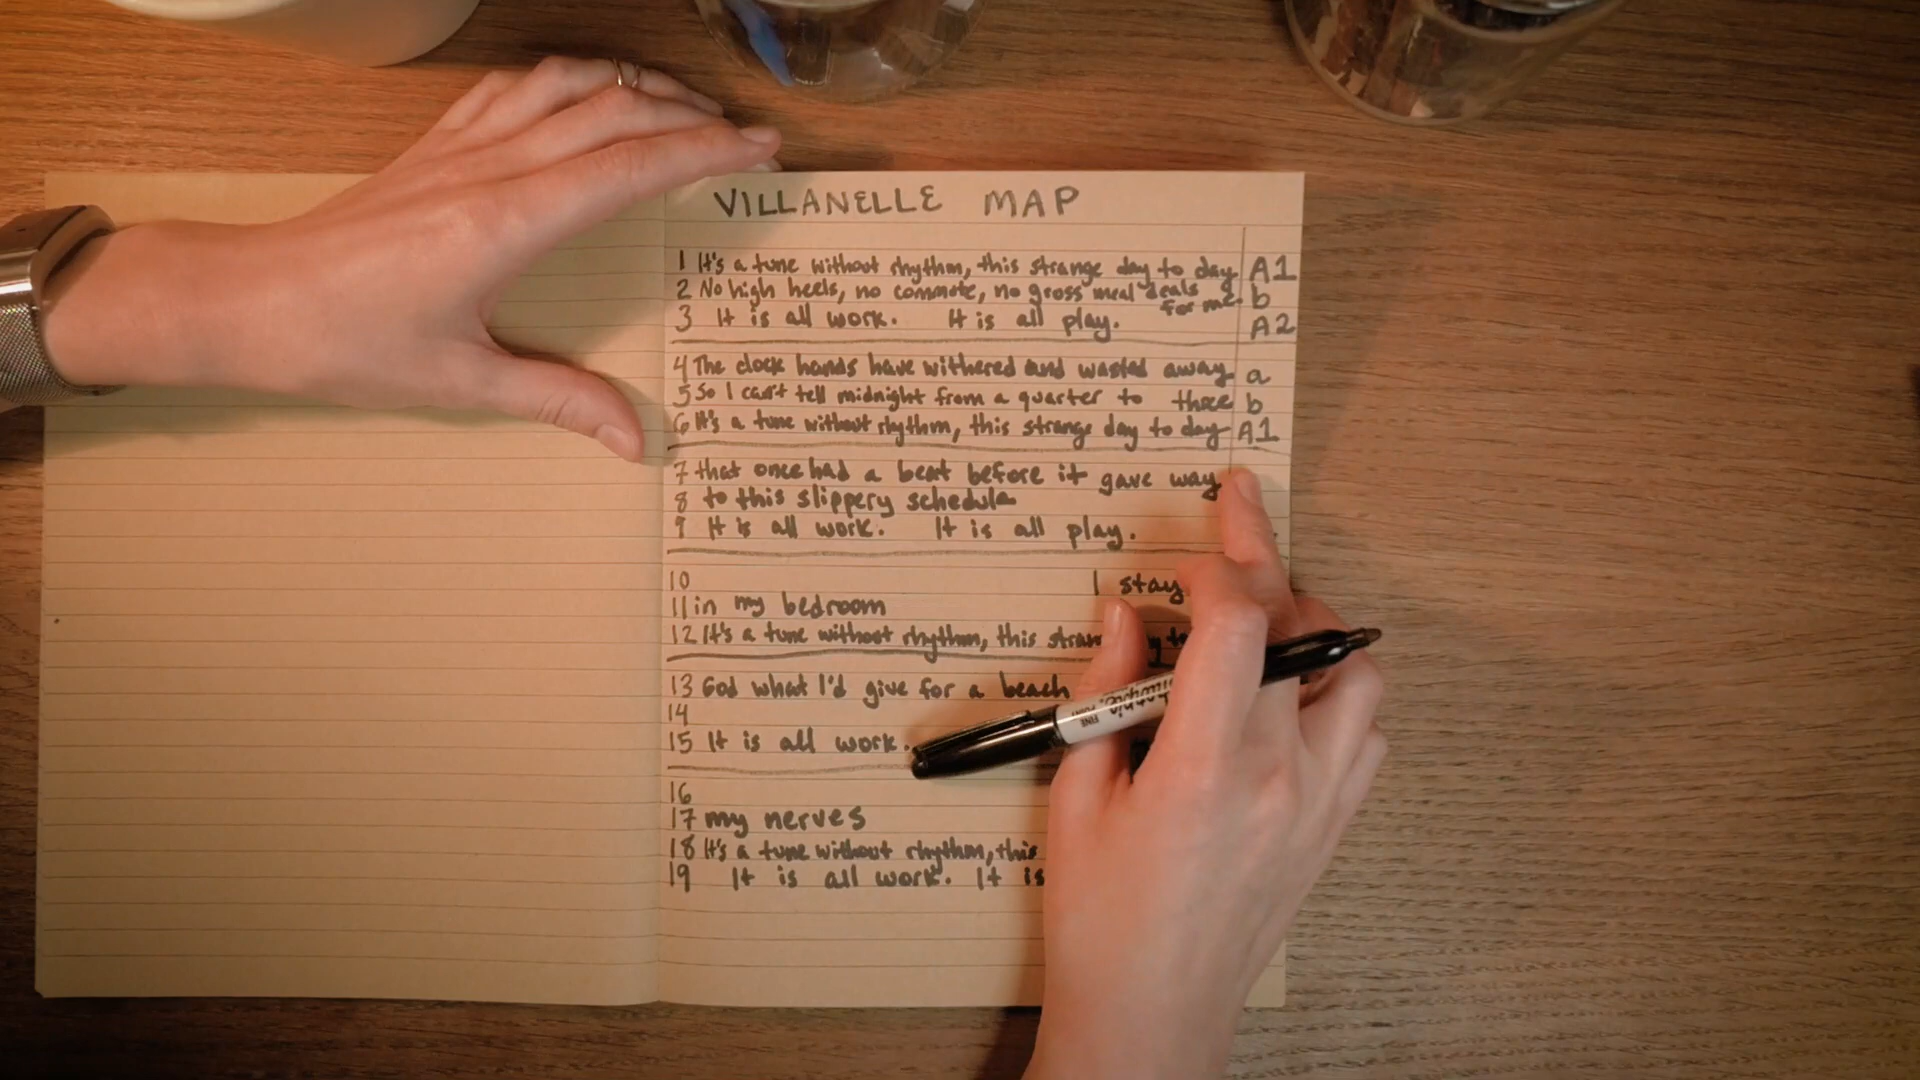 VILLANELLE MAP
1 It's a tune without rhythm, this strange day to day A1
2 No high heels, no commute, no gross meal deals for me. b
3 It is all work. It is all play. A2
4 The clock hands have withered and wasted away a
5 So I can't tell midnight from a quarter to three b
6 It's a tune without rhythm, this strange day to day A1
7 that once had a beat before it gave way
8 to this slippery schedule
9 It is all work. It is all play.
10 I stay
11 in my bedroom
12 It's a tune without rhythm, this
13 God what I'd give for a beach
14
15 It is all work.
16
17 my nerves
18 It's a tune without rhythm, this
19 It is all work. It is
Sharpie
FINE POINT